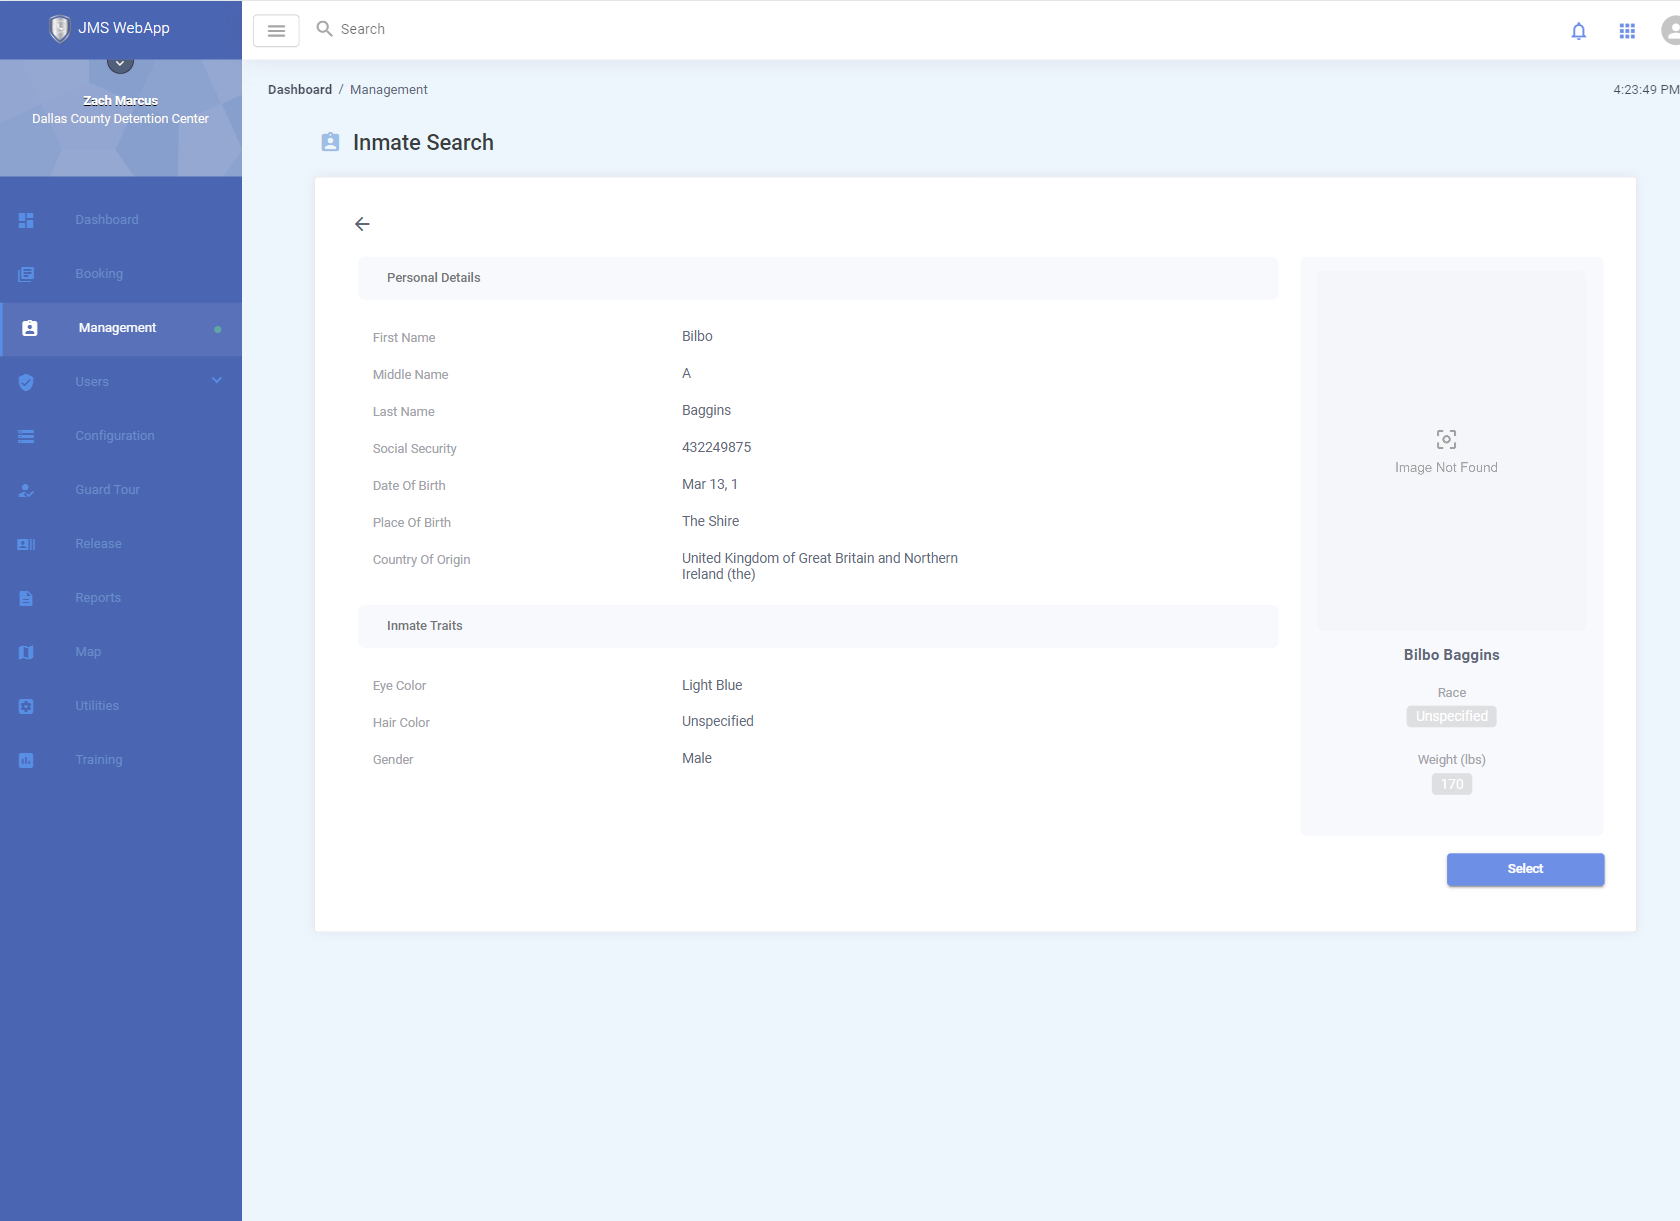 JMS WebApp
Search
Zach Marcus
Dallas County Detention Center
Dashboard / Management
4:23:49 PM
Inmate Search
Dashboard
Booking
Management
Users
Configuration
Guard Tour
Release
Reports
Map
Utilities
Training
Personal Details
First Name Bilbo
Middle Name A
Last Name Baggins
Social Security 432249875
Date Of Birth Mar 13, 1
Place Of Birth The Shire
Country Of Origin United Kingdom of Great Britain and Northern
Ireland (the)
Inmate Traits
Eye Color Light Blue
Hair Color Unspecified
Gender Male
Image Not Found
Bilbo Baggins
Race
Unspecified
Weight (lbs)
170
Select